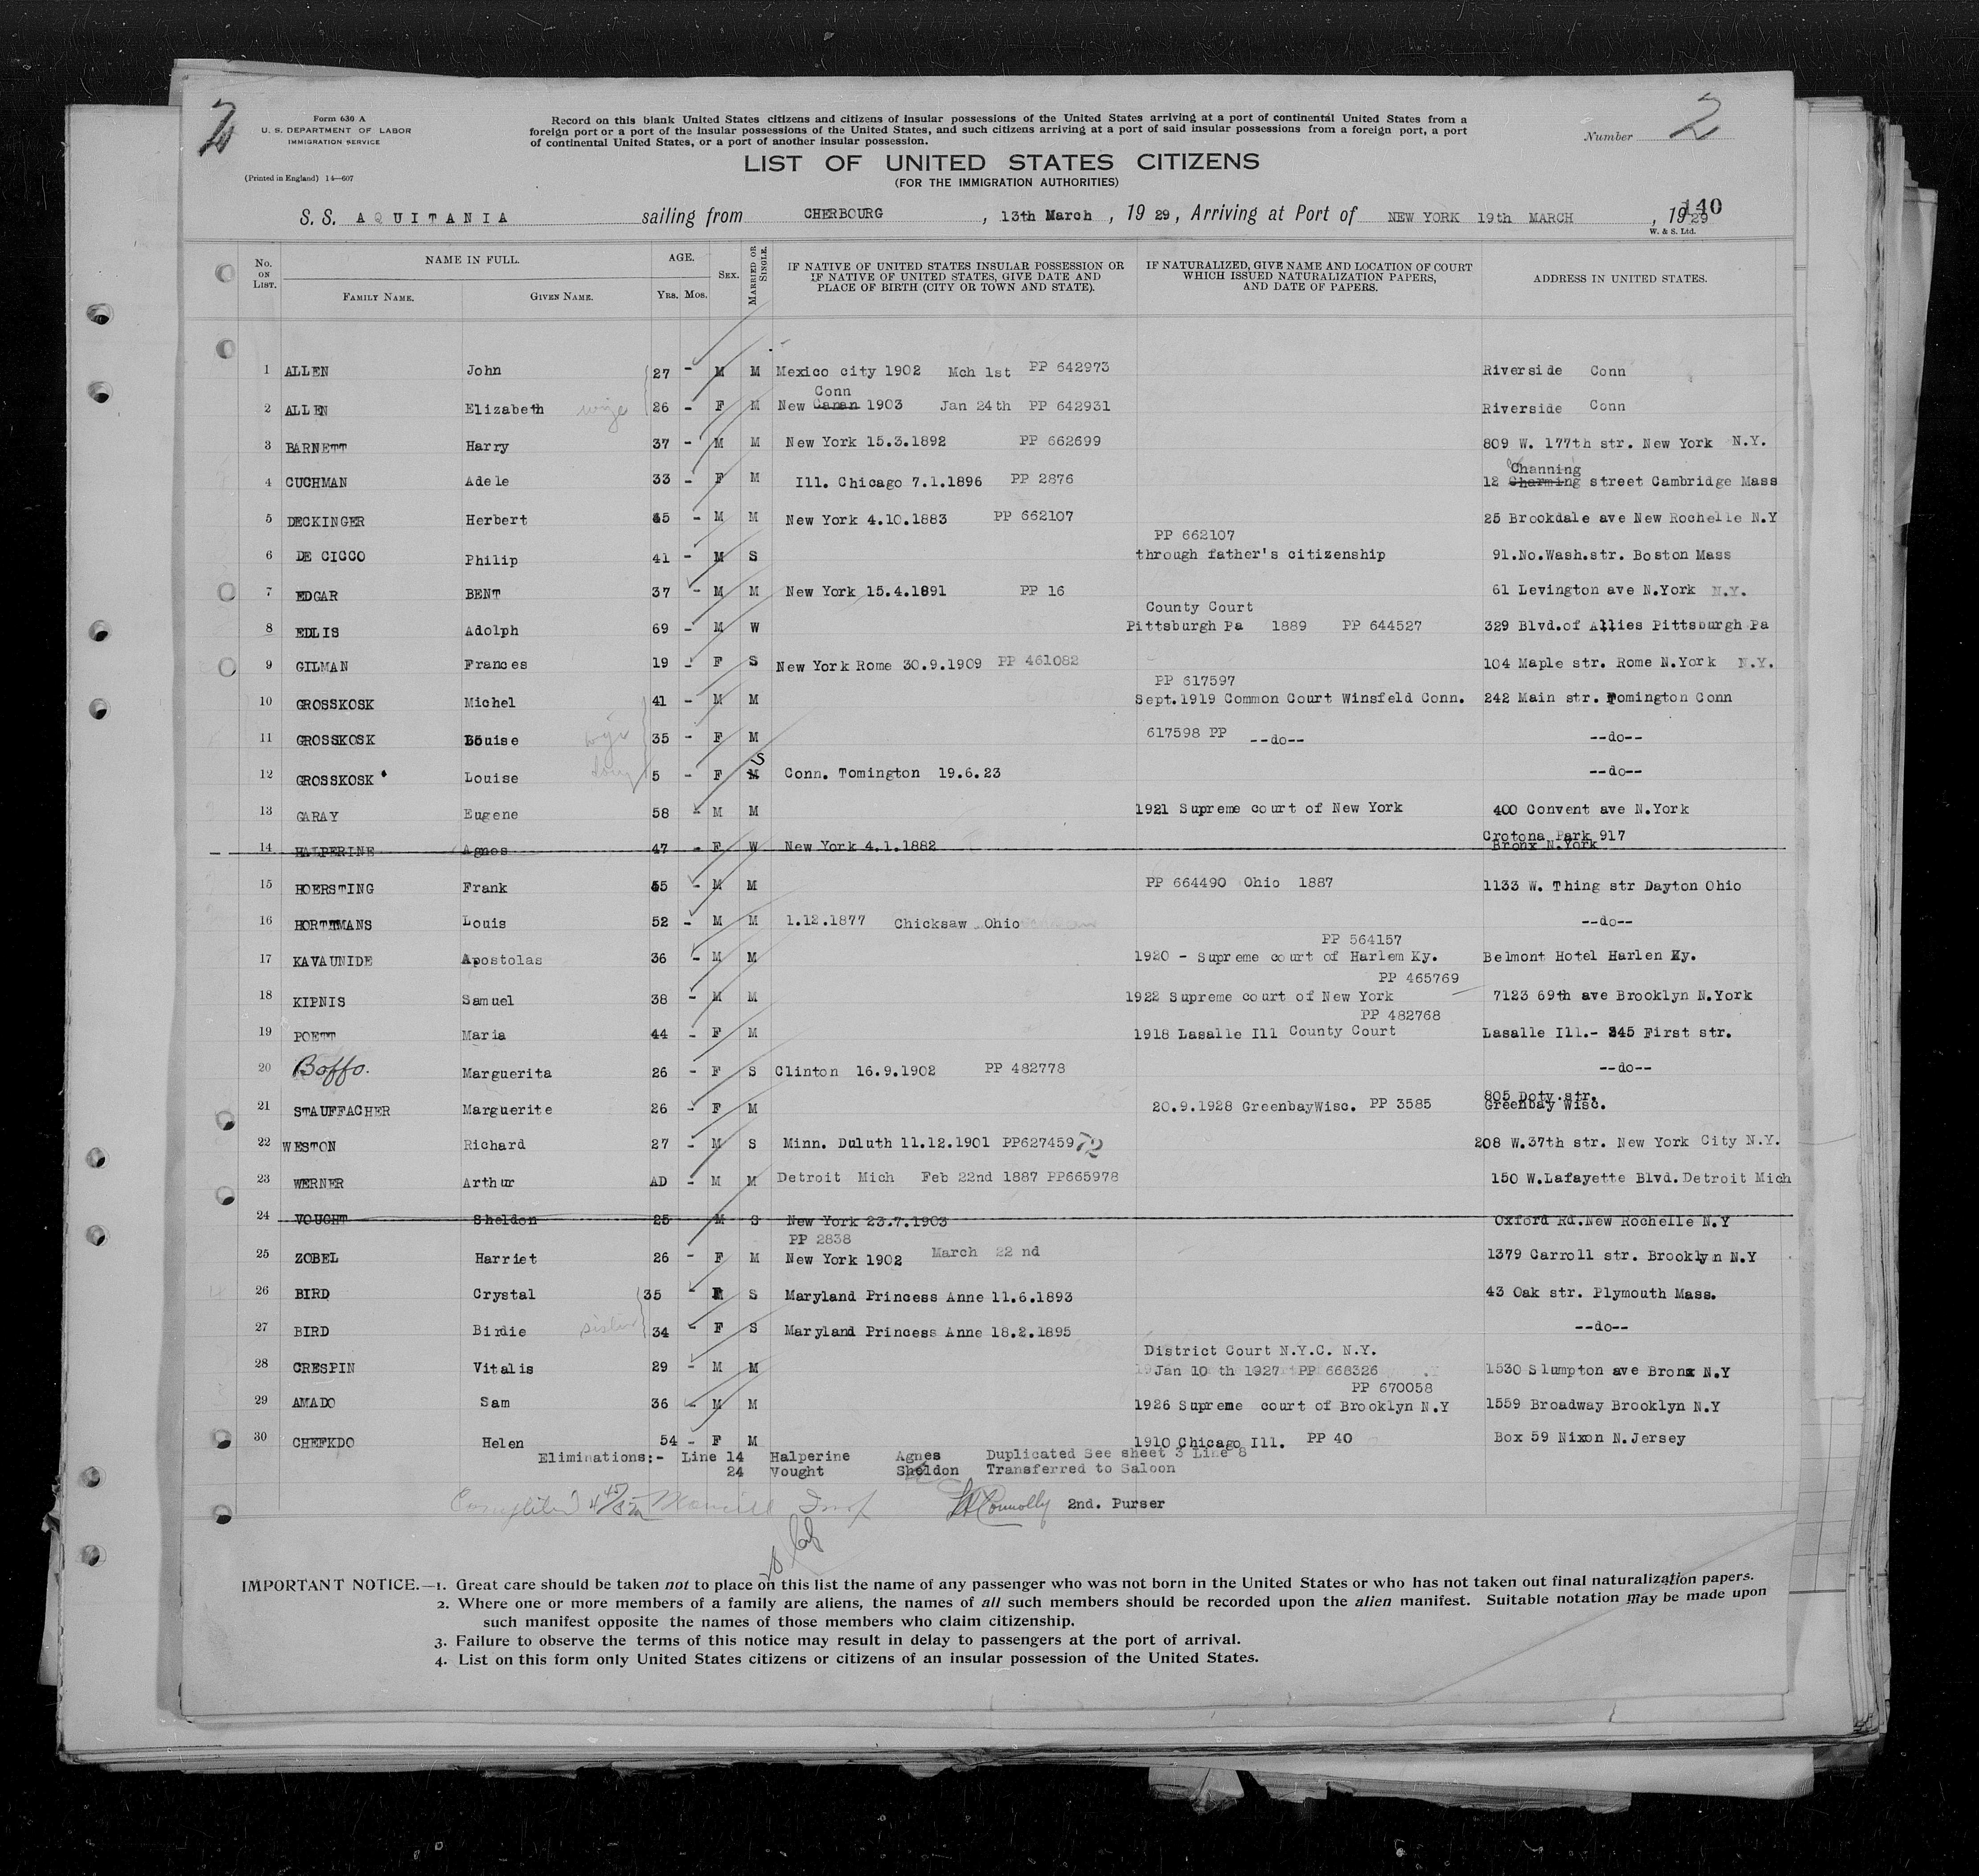 2
Form 630 A
U. S. DEPARTMENT OF LABOR
IMMIGRATION SERVICE
(Printed in England) 14—607
Record on this blank United States citizens and citizens of insular possessions of the United States arriving at a port of continental United States from a
foreign port or a port of the insular possessions of the United States, and such citizens arriving at a port of said insular possessions from a foreign port, a port
of continental United States, or a port of another insular possession.
Number 2
LIST OF UNITED STATES CITIZENS
(FOR THE IMMIGRATION AUTHORITIES)
140
S. S. AQUITANIA sailing from CHERBOURG, 13th March, 1929, Arriving at Port of NEW YORK 19th MARCH, 1929
W. & S. Ltd.
No. ON LIST. NAME IN FULL. FAMILY NAME. GIVEN NAME. AGE. YRS. MOS. SEX. MARRIED OR SINGLE. IF NATIVE OF UNITED STATES INSULAR POSSESSION OR IF NATIVE OF UNITED STATES, GIVE DATE AND PLACE OF BIRTH (CITY OR TOWN AND STATE). IF NATURALIZED, GIVE NAME AND LOCATION OF COURT WHICH ISSUED NATURALIZATION PAPERS, AND DATE OF PAPERS. ADDRESS IN UNITED STATES.
1 ALLEN John 27 - M M Mexico city 1902 Mch 1st PP 642973 Riverside Conn
Conn
2 ALLEN Elizabeth wife 26 - F M New Canan 1903 Jan 24th PP 642931 Riverside Conn
3 BARNETT Harry 37 - M M New York 15.3.1892 PP 662699 809 W. 177th str. New York N.Y.
Channing
4 CUCHMAN Adele 33 - F M Ill. Chicago 7.1.1896 PP 2876 12 Charming street Cambridge Mass
5 DECKINGER Herbert 45 - M M New York 4.10.1883 PP 662107 25 Brookdale ave New Rochelle N.Y
PP 662107
6 DE CICCO Philip 41 - M S through father's citizenship 91.No.Wash.str. Boston Mass
7 EDGAR BENT 37 - M M New York 15.4.1891 PP 16 61 Levington ave N.York N.Y.
County Court
8 EDLIS Adolph 69 - M W Pittsburgh Pa 1889 PP 644527 329 Blvd.of Allies Pittsburgh Pa
9 GILMAN Frances 19 - F S New York Rome 30.9.1909 PP 461082 104 Maple str. Rome N.York N.Y.
PP 617597
10 GROSSKOSK Michel 41 - M M Sept.1919 Common Court Winsfeld Conn. 242 Main str. Tomington Conn
11 GROSSKOSK Louise wife 35 - F M 617598 PP --do-- --do--
S
12 GROSSKOSK Louise 5 - F M Conn. Tomington 19.6.23 --do--
13 GARAY Eugene 58 - M M 1921 Supreme court of New York 400 Convent ave N.York
Crotona Park 917
14 HALPERINE Agnes 47 - F W New York 4.1.1882 Bronx N.York
15 HOERSTING Frank 55 - M M PP 664490 Ohio 1887 1133 W. Thing str Dayton Ohio
16 HORTTMANS Louis 52 - M M 1.12.1877 Chicksaw Ohio --do--
PP 564157
17 KAVAUNIDE Apostolas 36 - M M 1920 - Supreme court of Harlem Ky. Belmont Hotel Harlen Ky.
PP 465769
18 KIPNIS Samuel 38 - M M 1922 Supreme court of New York 7123 69th ave Brooklyn N.York
PP 482768
19 POETT Maria 44 - F M 1918 Lasalle Ill County Court Lasalle Ill.- 345 First str.
20 Boffo. Marguerita 26 - F S Clinton 16.9.1902 PP 482778 --do--
805 Doty.str.
21 STAUFFACHER Marguerite 26 - F M 20.9.1928 GreenbayWisc. PP 3585 Greenbay Wisc.
22 WESTON Richard 27 - M S Minn. Duluth 11.12.1901 PP627459 72 208 W.37th str. New York City N.Y.
23 WERNER Arthur AD - M M Detroit Mich Feb 22nd 1887 PP665978 150 W.Lafayette Blvd. Detroit Mich
24 VOUGHT Sheldon 25 M S New York 23.7.1903 Oxford Rd.New Rochelle N.Y
PP 2838
25 ZOBEL Harriet 26 - F M New York 1902 March 22 nd 1379 Carroll str. Brooklyn N.Y
26 BIRD Crystal 35 F S Maryland Princess Anne 11.6.1893 43 Oak str. Plymouth Mass.
27 BIRD Birdie sister 34 - F S Maryland Princess Anne 18.2.1895 --do--
District Court N.Y.C. N.Y.
28 CRESPIN Vitalis 29 - M M Jan 10 th 1927 PP 668326 1530 Slumpton ave Bronx N.Y
PP 670058
29 AMADO Sam 36 - M M 1926 Supreme court of Brooklyn N.Y 1559 Broadway Brooklyn N.Y
30 CHEFKDO Helen 54 - F M 1910 Chicago Ill. PP 40 Box 59 Nixon N.Jersey
Eliminations:- Line 14 Halperine Agnes Duplicated See sheet 3 Line 8
24 Vought Sheldon Transferred to Saloon
Connolly 2nd. Purser
IMPORTANT NOTICE.—1. Great care should be taken not to place on this list the name of any passenger who was not born in the United States or who has not taken out final naturalization papers.
2. Where one or more members of a family are aliens, the names of all such members should be recorded upon the alien manifest. Suitable notation may be made upon
such manifest opposite the names of those members who claim citizenship.
3. Failure to observe the terms of this notice may result in delay to passengers at the port of arrival.
4. List on this form only United States citizens or citizens of an insular possession of the United States.